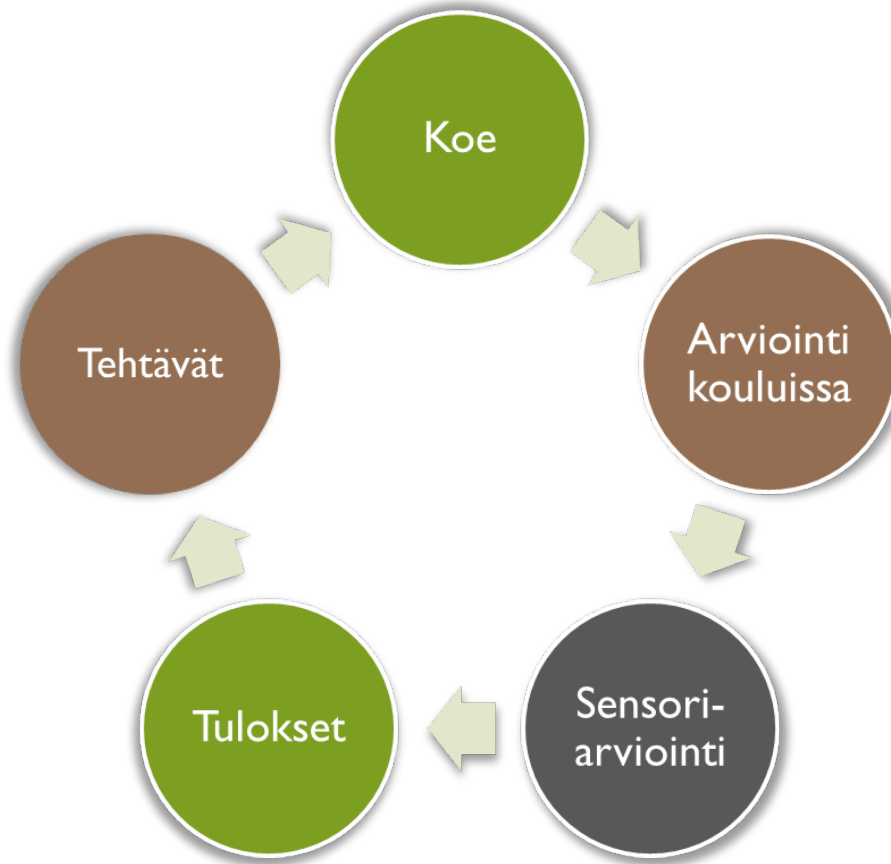 Koe
Arviointi
kouluissa
Sensori-
arviointi
Tulokset
Tehtävät